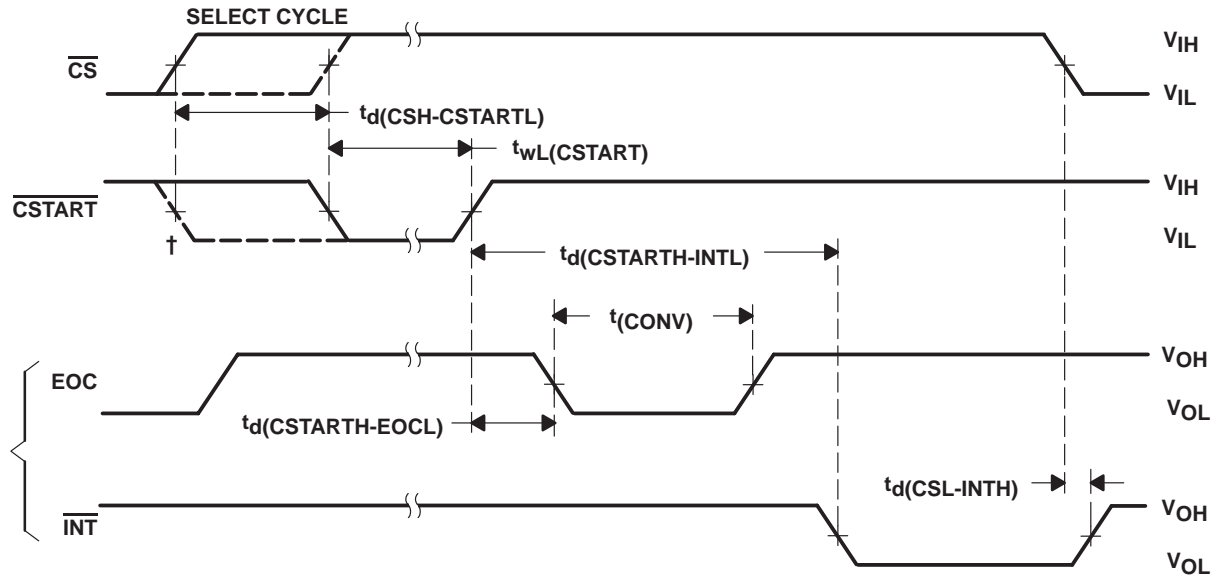 SELECT CYCLE
CS
VIH
VIL
td(CSH-CSTARTL)
twL(CSTART)
CSTART
VIH
VIL
†
td(CSTARTH-INTL)
t(CONV)
EOC
VOH
VOL
td(CSTARTH-EOCL)
td(CSL-INTH)
INT
VOH
VOL